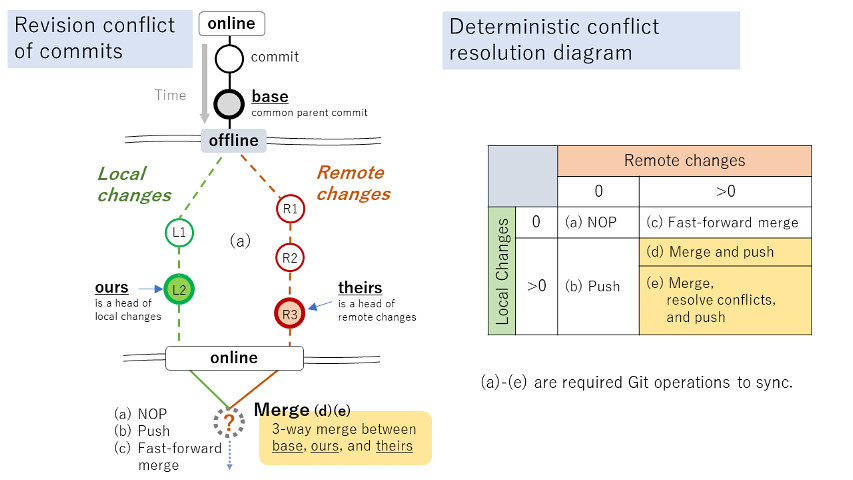 Revision conflict
of commits
online
commit
Time
base
common parent commit
offline
Local
changes
Remote
changes
R1
L1
(a)
R2
ours
is a head of
local changes
L2
theirs
is a head of
remote changes
R3
online
(a) NOP
(b) Push
(c) Fast-forward
merge
?
Merge (d)(e)
3-way merge between
base, ours, and theirs
Deterministic conflict
resolution diagram
Remote changes
0
>0
Local Changes
0
(a) NOP
(c) Fast-forward merge
>0
(b) Push
(d) Merge and push
(e) Merge,
resolve conflicts,
and push
(a)-(e) are required Git operations to sync.